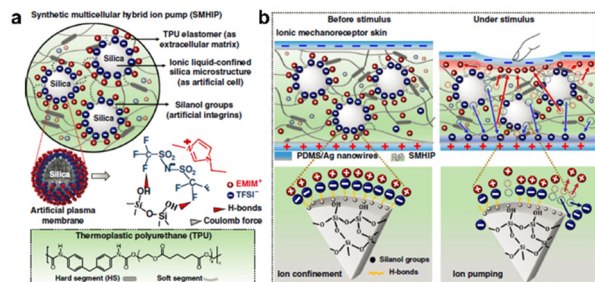 a
Synthetic multicellular hybrid ion pump (SMHIP)
TPU elastomer (as
extracellular matrix)
Ionic liquid-confined
silica microstructure
(as artificial cell)
Silanol groups
(artificial integrins)
Silica
Silica
Silica
Silica
Artificial plasma
membrane
EMIM+
TFSI−
H-bonds
Coulomb force
Thermoplastic polyurethane (TPU)
Hard segment (HS)
Soft segment
b
Before stimulus
Under stimulus
Ionic mechanoreceptor skin
PDMS/Ag nanowires
SMHIP
Ion confinement
Silanol groups
H-bonds
Ion pumping